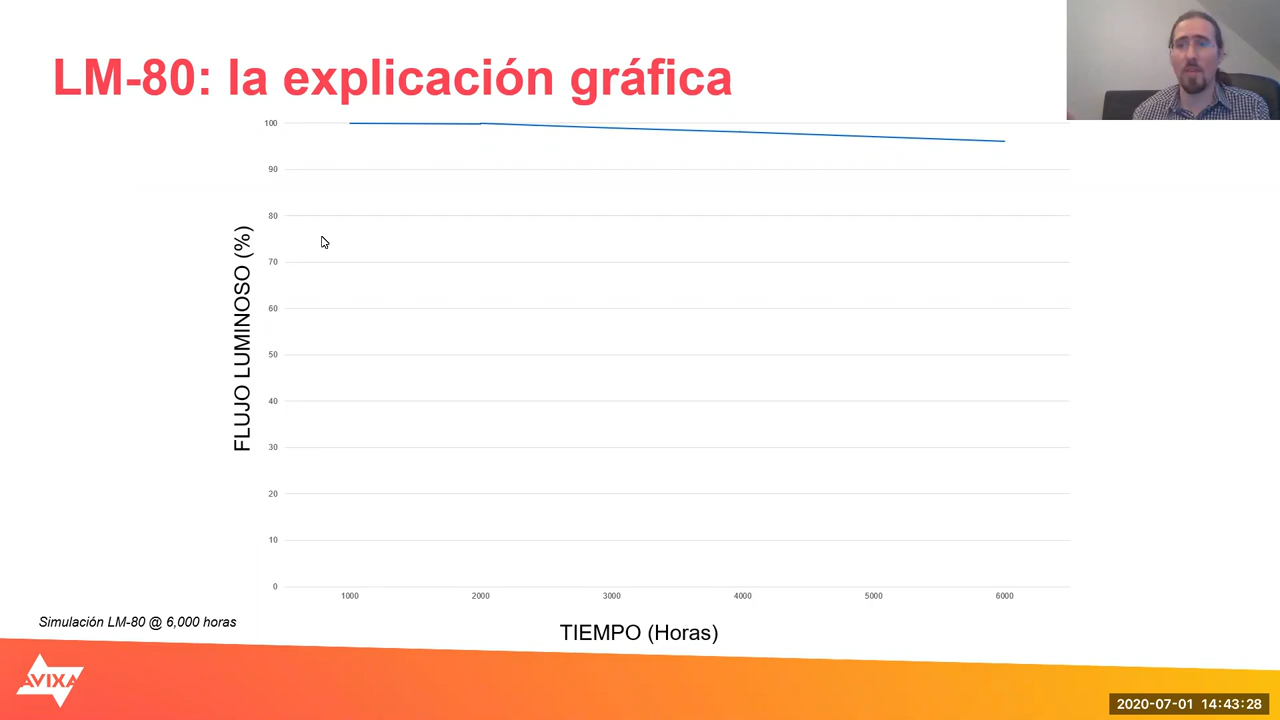 LM-80: la explicación gráfica
100
90
80
70
60
50
40
30
20
10
0
FLUJO LUMINOSO (%)
1000 2000 3000 4000 5000 6000
TIEMPO (Horas)
Simulación LM-80 @ 6,000 horas
AVIXA
2020-07-01 14:43:28